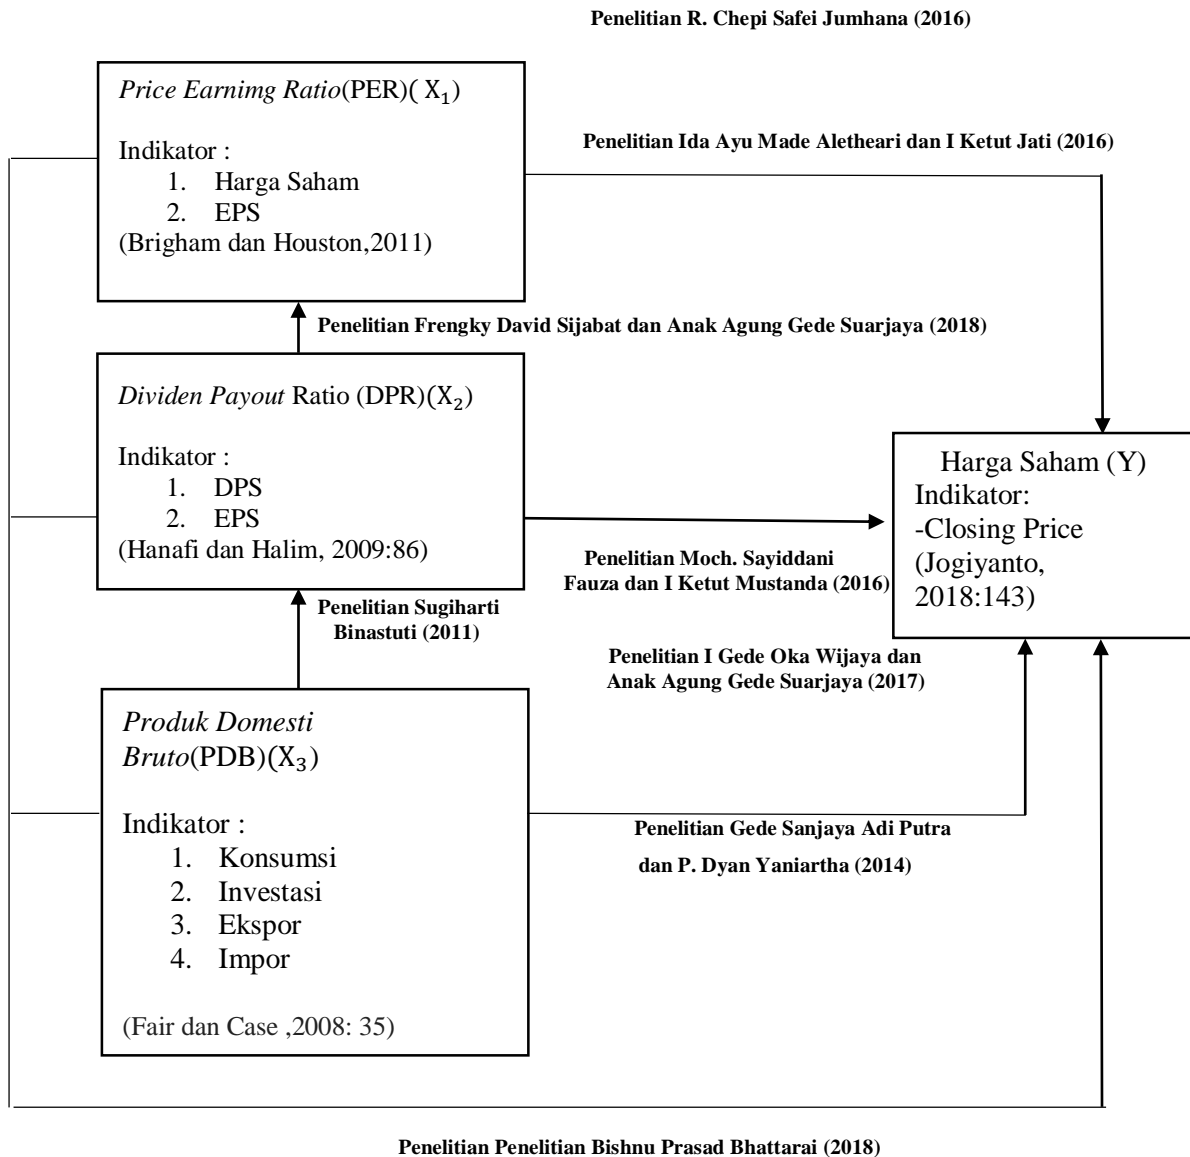 Penelitian R. Chepi Safei Jumhana (2016)
Price Earnimg Ratio(PER)( X₁)
Indikator :
1. Harga Saham
2. EPS
(Brigham dan Houston,2011)
Penelitian Ida Ayu Made Aletheari dan I Ketut Jati (2016)
Penelitian Frengky David Sijabat dan Anak Agung Gede Suarjaya (2018)
Dividen Payout Ratio (DPR)(X₂)
Indikator :
1. DPS
2. EPS
(Hanafi dan Halim, 2009:86)
Harga Saham (Y)
Indikator:
-Closing Price
(Jogiyanto,
2018:143)
Penelitian Moch. Sayiddani
Fauza dan I Ketut Mustanda (2016)
Penelitian Sugiharti
Binastuti (2011)
Penelitian I Gede Oka Wijaya dan
Anak Agung Gede Suarjaya (2017)
Produk Domesti
Bruto(PDB)(X₃)
Indikator :
1. Konsumsi
2. Investasi
3. Ekspor
4. Impor
(Fair dan Case ,2008: 35)
Penelitian Gede Sanjaya Adi Putra
dan P. Dyan Yaniartha (2014)
Penelitian Penelitian Bishnu Prasad Bhattarai (2018)